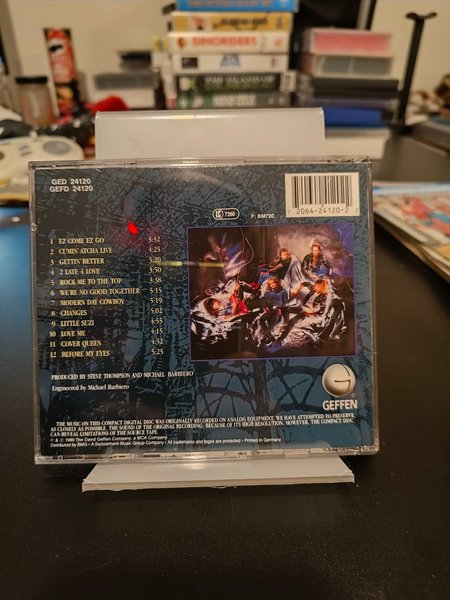 GED 24120
GEFD 24120
7266
F: BM720
7 20642-4120-2 7
1 EZ COME EZ GO 3:32
2 CUMIN' ATCHA LIVE 4:25
3 GETTIN' BETTER 3:20
4 2 LATE 4 LOVE 3:50
5 ROCK ME TO THE TOP 3:38
6 WE'RE NO GOOD TOGETHER 5:15
7 MODERN DAY COWBOY 5:19
8 CHANGES 5:02
9 LITTLE SUZI
10 LOVE ME 4:15
11 COVER QUEEN 4:32
12 BEFORE MY EYES 5:25
PRODUCED BY STEVE THOMPSON AND MICHAEL BARBIERO
Engineered by Michael Barbiero
GEFFEN
THE MUSIC ON THIS COMPACT DIGITAL DISC WAS ORIGINALLY RECORDED ON ANALOG EQUIPMENT. WE HAVE ATTEMPTED TO PRESERVE,
AS CLOSELY AS POSSIBLE, THE SOUND OF THE ORIGINAL RECORDING. BECAUSE OF ITS HIGH RESOLUTION, HOWEVER, THE COMPACT DISC
CAN REVEAL LIMITATIONS OF THE SOURCE TAPE.
℗ & © 1986 The David Geffen Company, a MCA Company
Distributed by BMG • A Bertelsmann Music Group Company • All trademarks and logos are protected • Printed in Germany